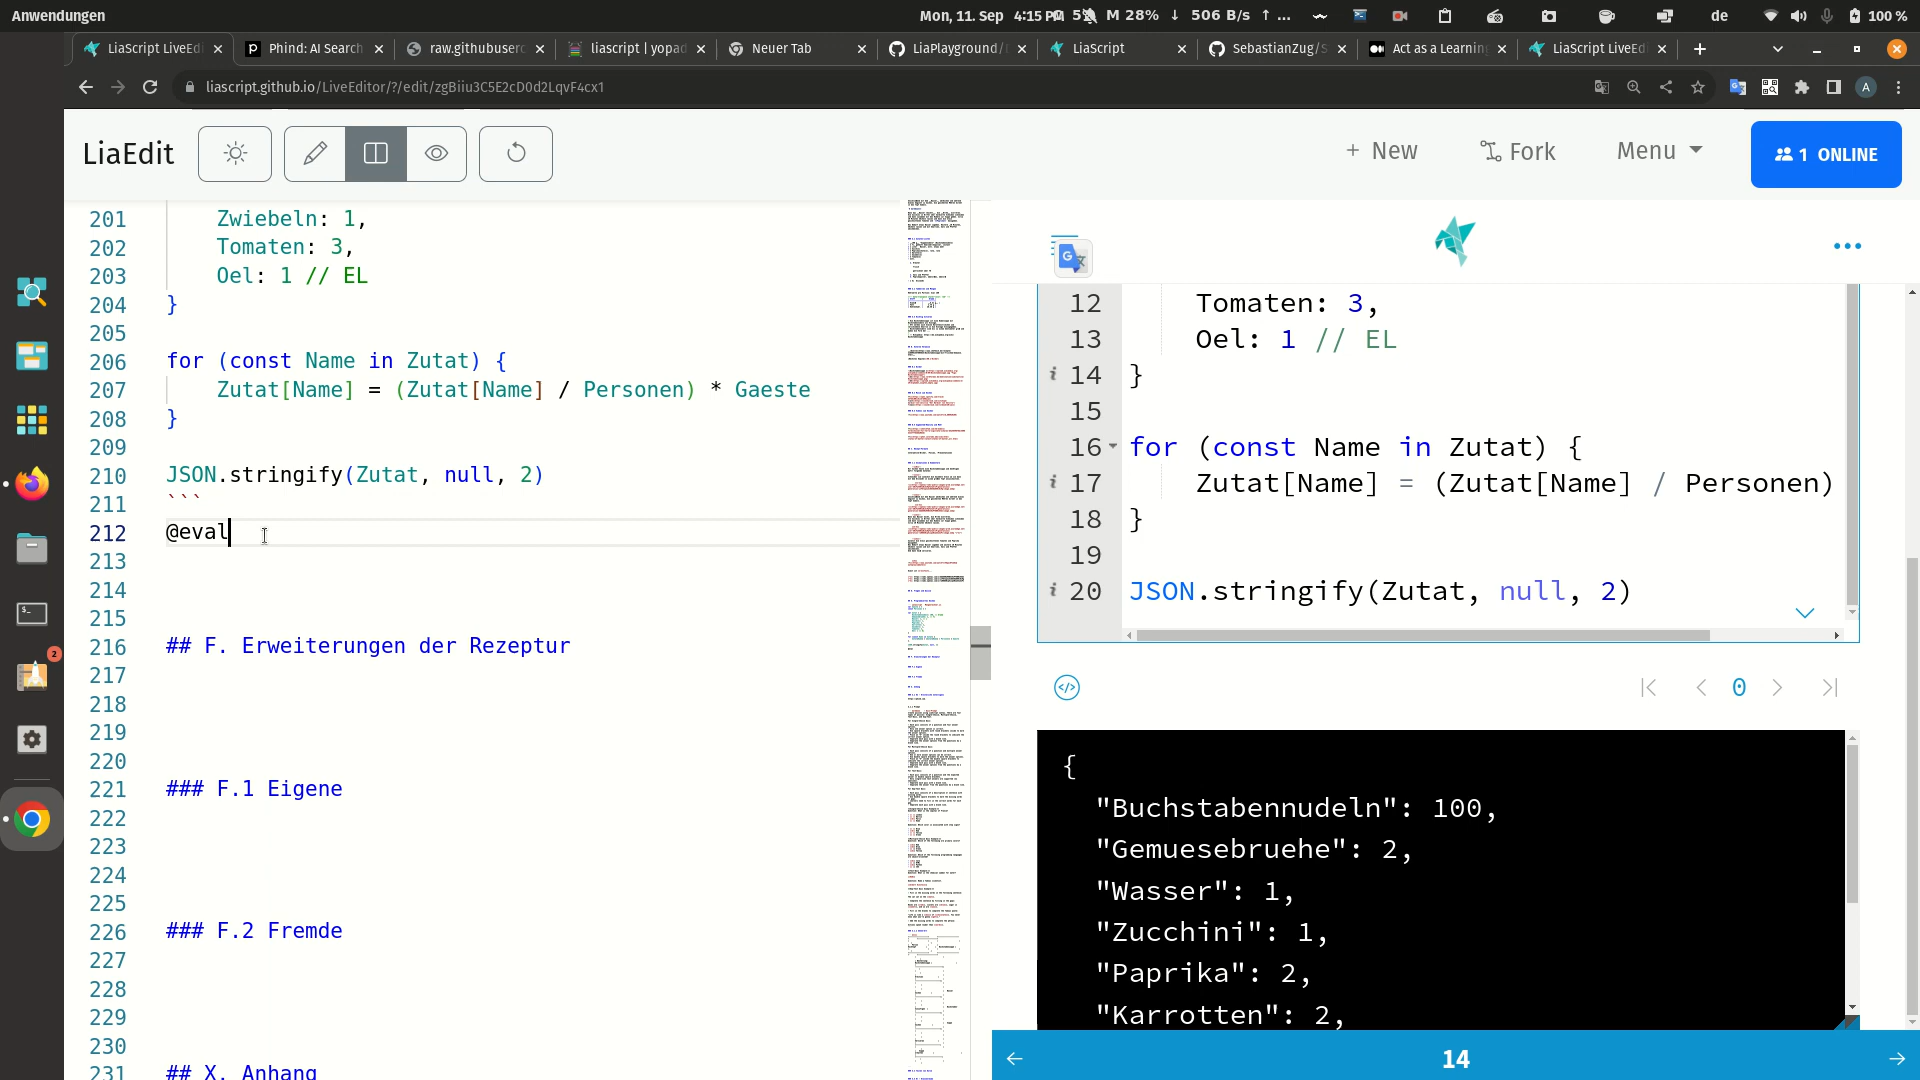 Anwendungen
Mon, 11. Sep 4:15 PM
M 28% ↓ 506 B/s ↑ ...
de
100 %
LiaScript LiveEdi
Phind: AI Search
raw.githubuserc
liascript | yopad
Neuer Tab
LiaPlayground/
LiaScript
SebastianZug/S
Act as a Learning
LiaScript LiveEdi
liascript.github.io/LiveEditor/?/edit/zgBiiu3C5E2cD0d2LqvF4cx1
A
LiaEdit
+ New
Fork
Menu
1 ONLINE
201 Zwiebeln: 1,
202 Tomaten: 3,
203 Oel: 1 // EL
204 }
205
206 for (const Name in Zutat) {
207 Zutat[Name] = (Zutat[Name] / Personen) * Gaeste
208 }
209
210 JSON.stringify(Zutat, null, 2)
211 ```
212 @eval
213
214
215
216 ## F. Erweiterungen der Rezeptur
217
218
219
220
221 ### F.1 Eigene
222
223
224
225
226 ### F.2 Fremde
227
228
229
230
231 ## X. Anhang
2
12 Tomaten: 3,
13 Oel: 1 // EL
14 }
15
16 for (const Name in Zutat) {
17 Zutat[Name] = (Zutat[Name] / Personen)
18 }
19
20 JSON.stringify(Zutat, null, 2)
0
{
"Buchstabennudeln": 100,
"Gemuesebruehe": 2,
"Wasser": 1,
"Zucchini": 1,
"Paprika": 2,
"Karrotten": 2,
14